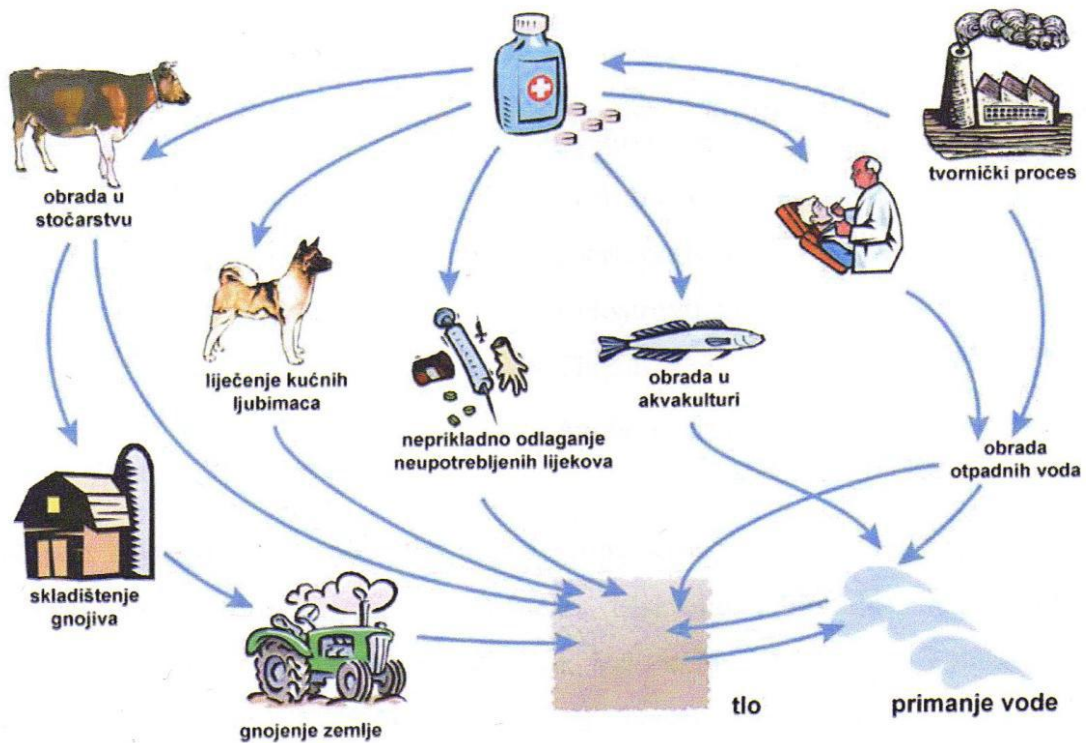 obrada u
stočarstvu
tvornički proces
liječenje kućnih
ljubimaca
neprikladno odlaganje
neupotrebljenih lijekova
obrada u
akvakulturi
obrada
otpadnih voda
skladištenje
gnojiva
gnojenje zemlje
tlo
primanje vode